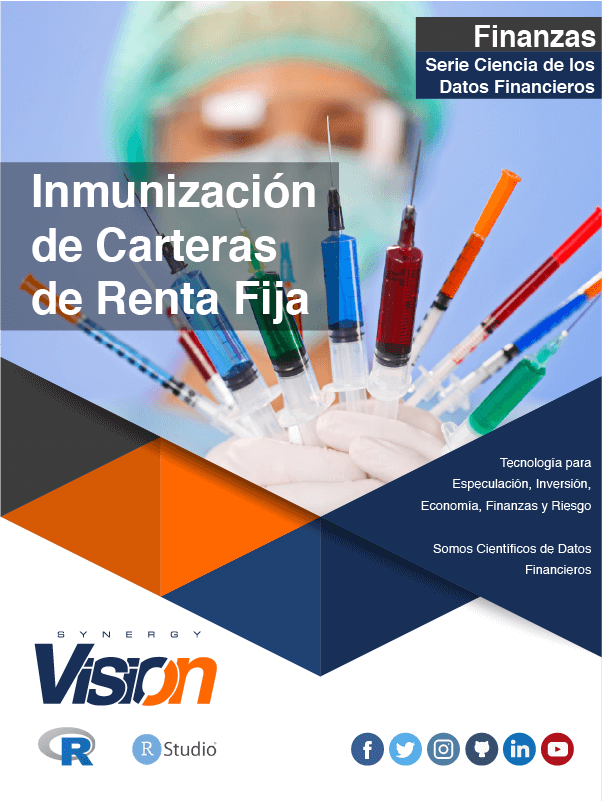 Finanzas
Serie Ciencia de los
Datos Financieros
Inmunización
de Carteras
de Renta Fija
Tecnología para
Especulación, Inversión,
Economía, Finanzas y Riesgo
Somos Científicos de Datos
Financieros
SYNERGY
Vision
R
R Studio
f
in